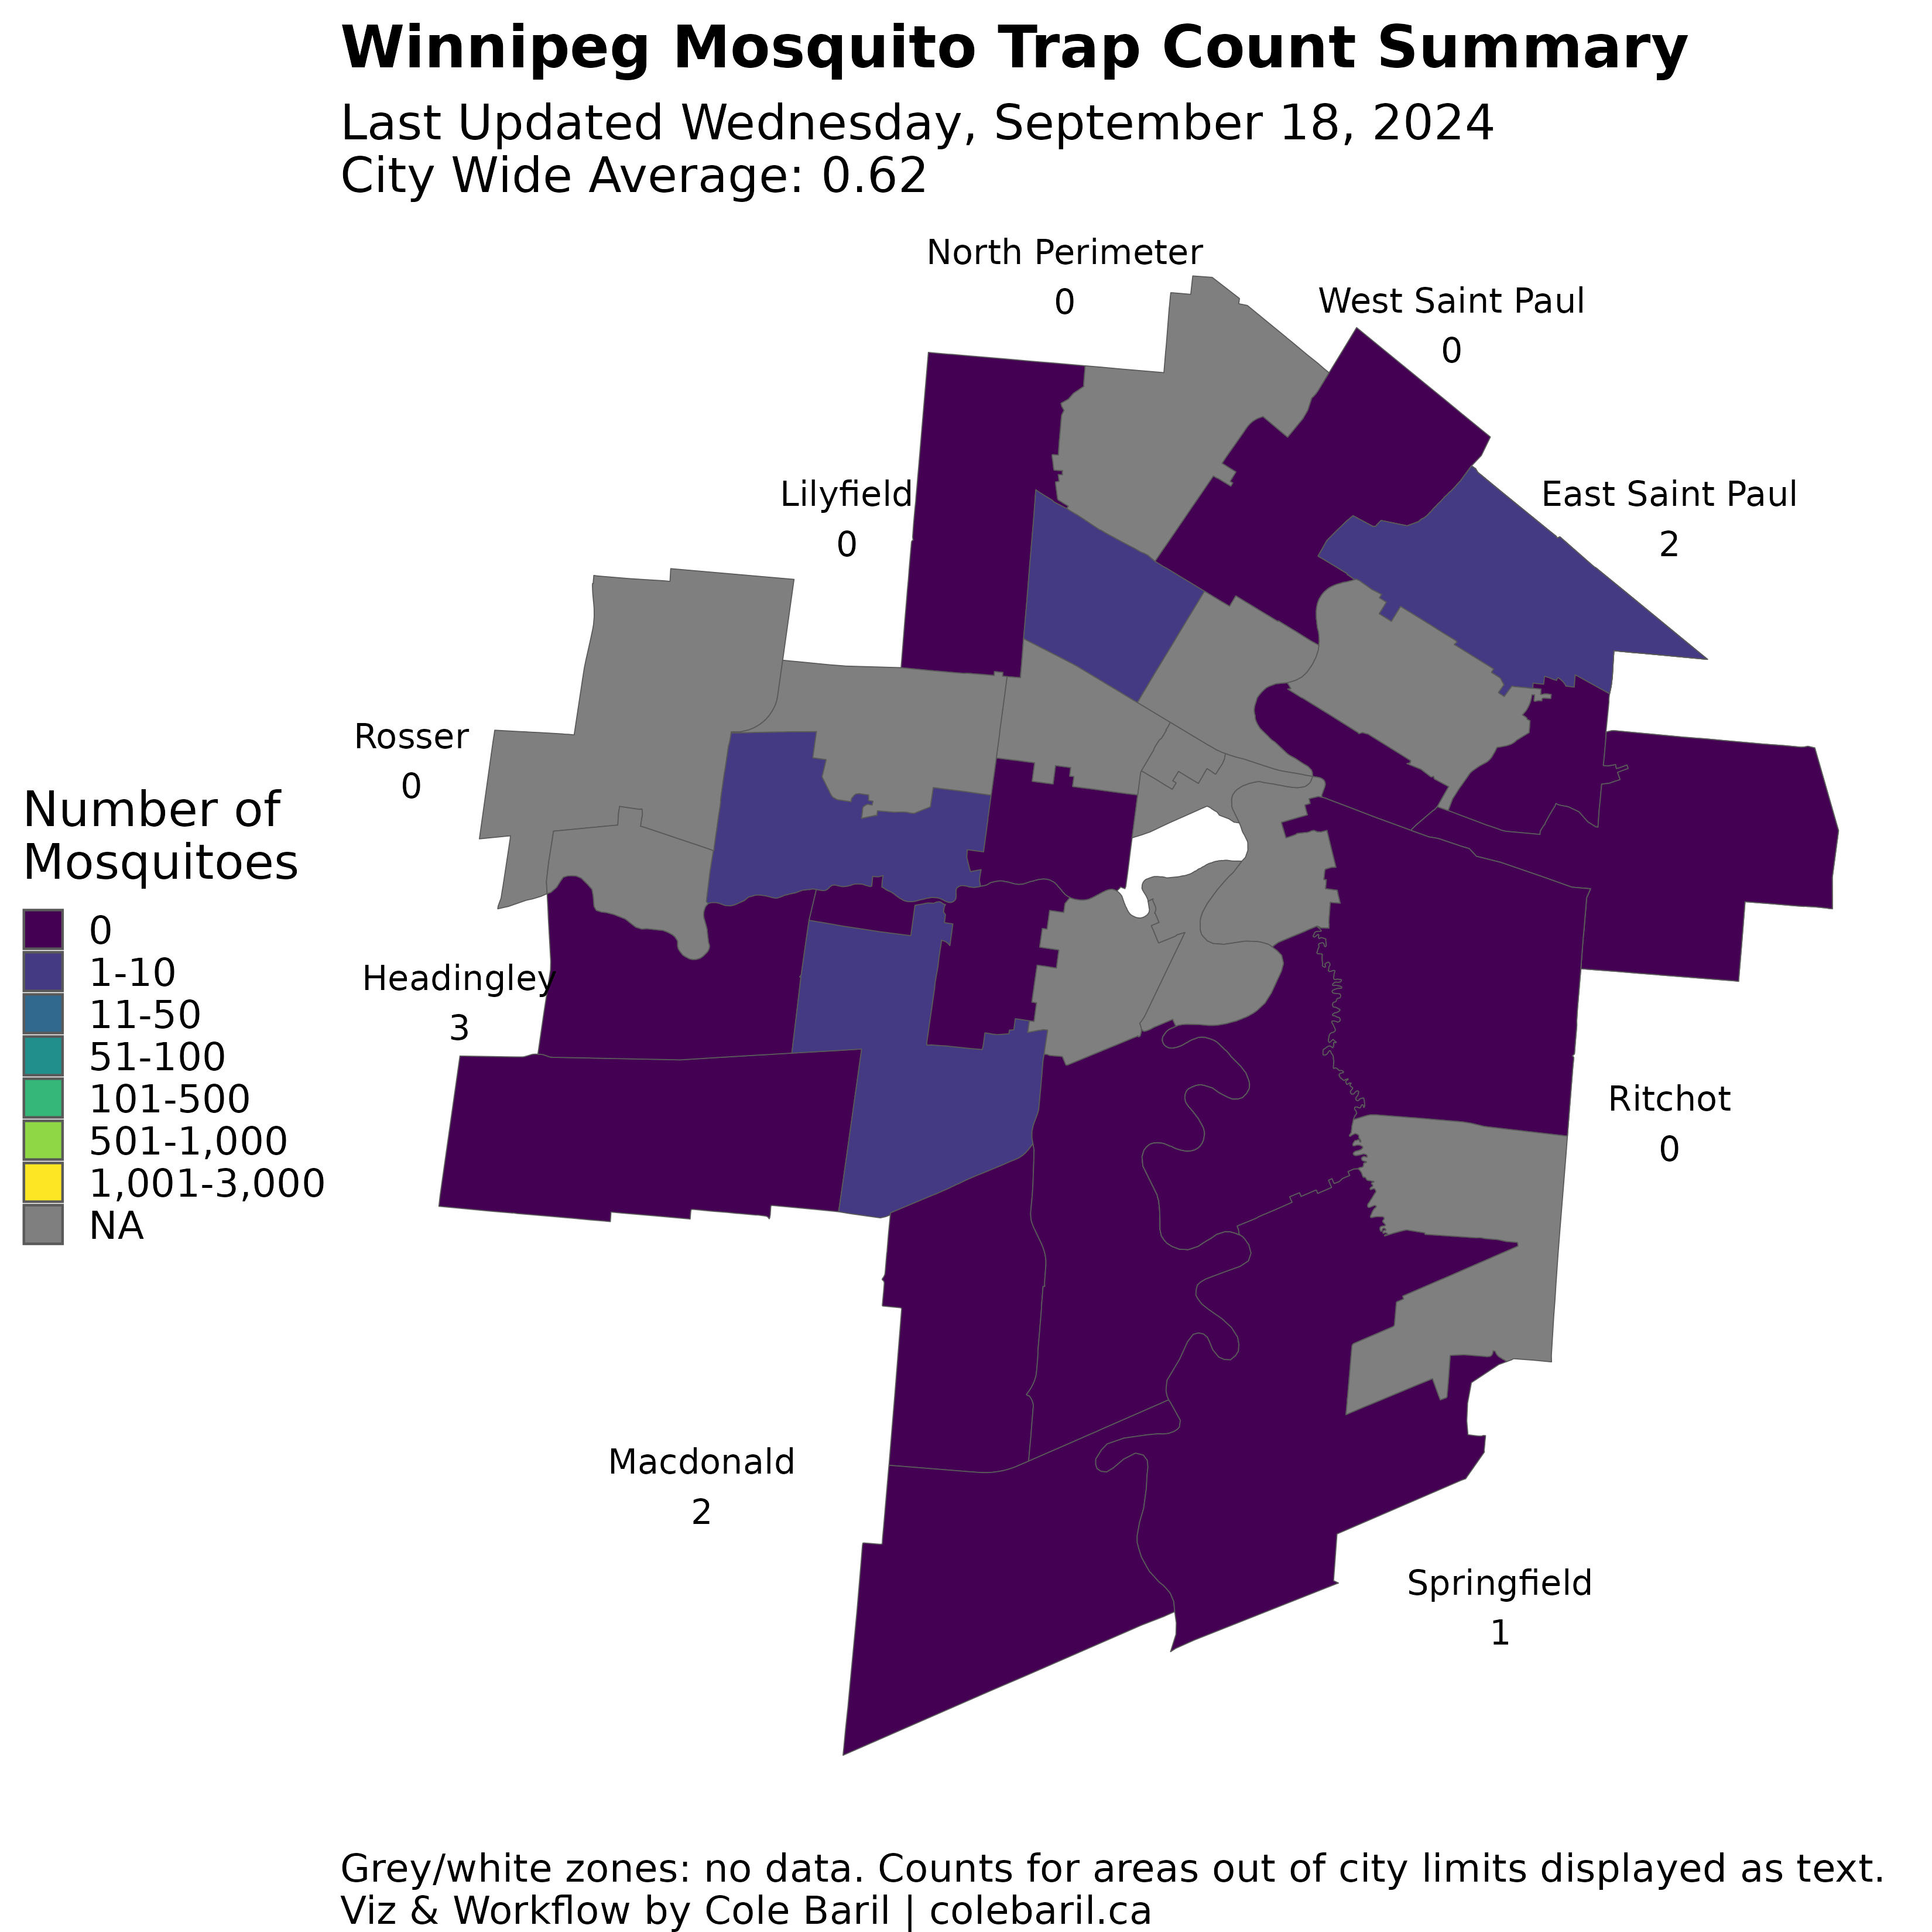 Winnipeg Mosquito Trap Count Summary
Last Updated Wednesday, September 18, 2024
City Wide Average: 0.62
North Perimeter
0
West Saint Paul
0
Lilyfield
0
East Saint Paul
2
Rosser
0
Number of
Mosquitoes
0
1-10
11-50
51-100
101-500
501-1,000
1,001-3,000
NA
Headingley
3
Ritchot
0
Macdonald
2
Springfield
1
Grey/white zones: no data. Counts for areas out of city limits displayed as text.
Viz & Workflow by Cole Baril | colebaril.ca